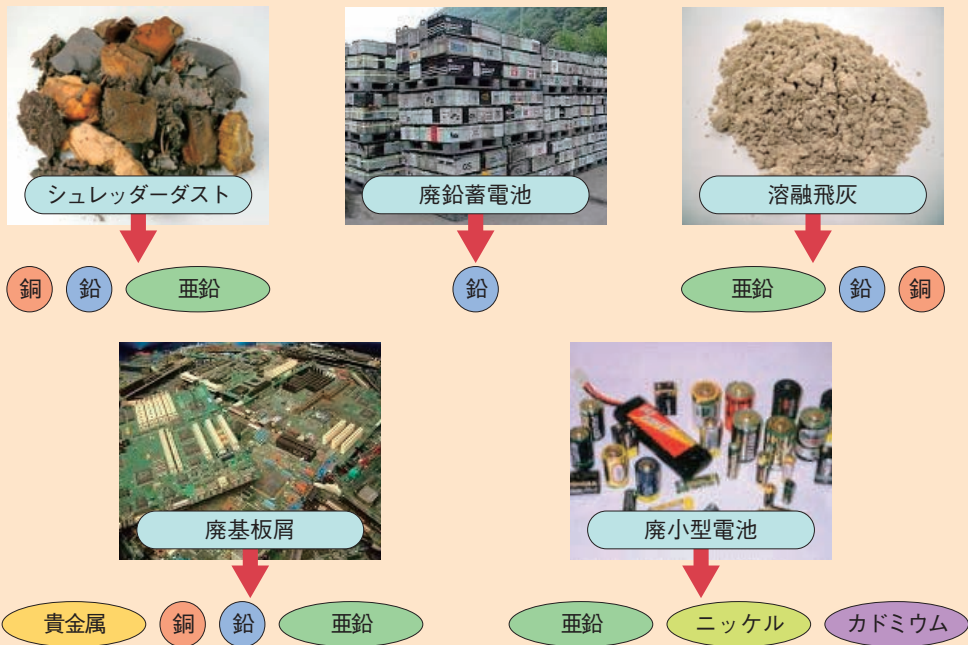 シュレッダーダスト
廃鉛蓄電池
溶融飛灰
銅 鉛 亜鉛
鉛
亜鉛 鉛 銅
廃基板屑
廃小型電池
貴金属 銅 鉛 亜鉛
亜鉛 ニッケル カドミウム